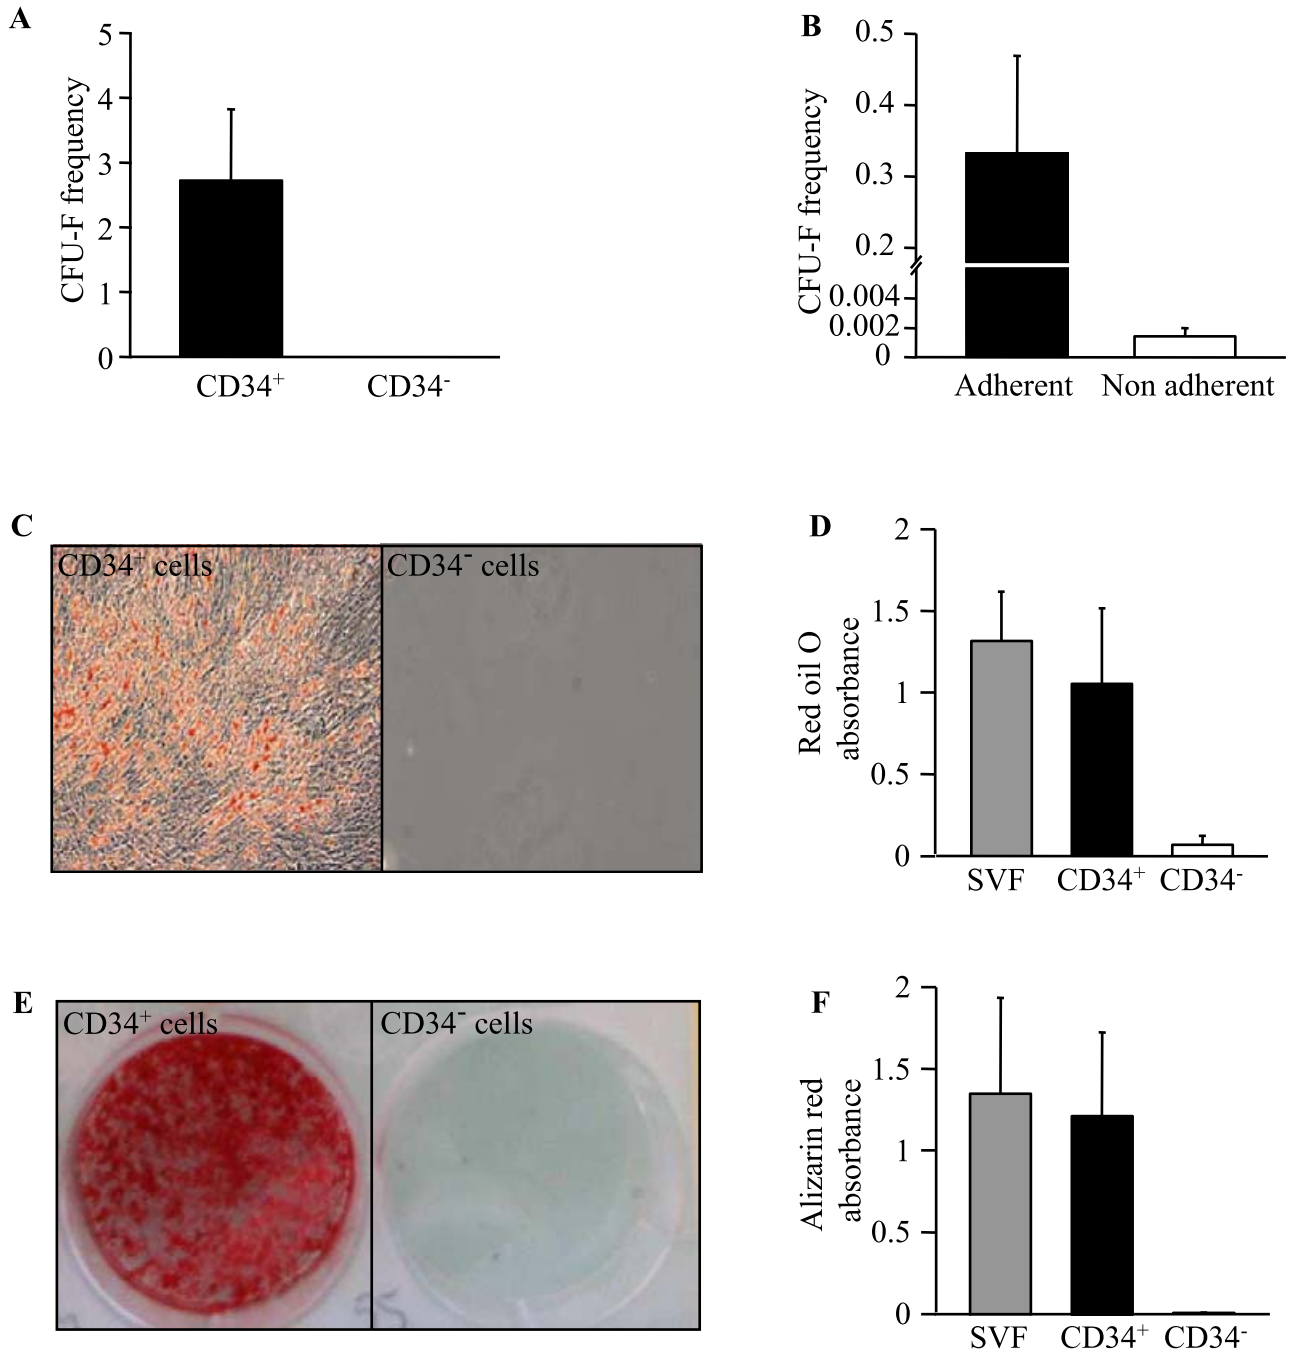 A
5
4
3
2
1
0
CFU-F frequency
CD34+ CD34-
B
0.5
0.4
0.3
0.2
0.004
0.002
0
CFU-F frequency
Adherent Non adherent
C
CD34+ cells
CD34- cells
D
2
1.5
1
0.5
0
Red oil O
absorbance
SVF CD34+ CD34-
E
CD34+ cells
CD34- cells
F
2
1.5
1
0.5
0
Alizarin red
absorbance
SVF CD34+ CD34-